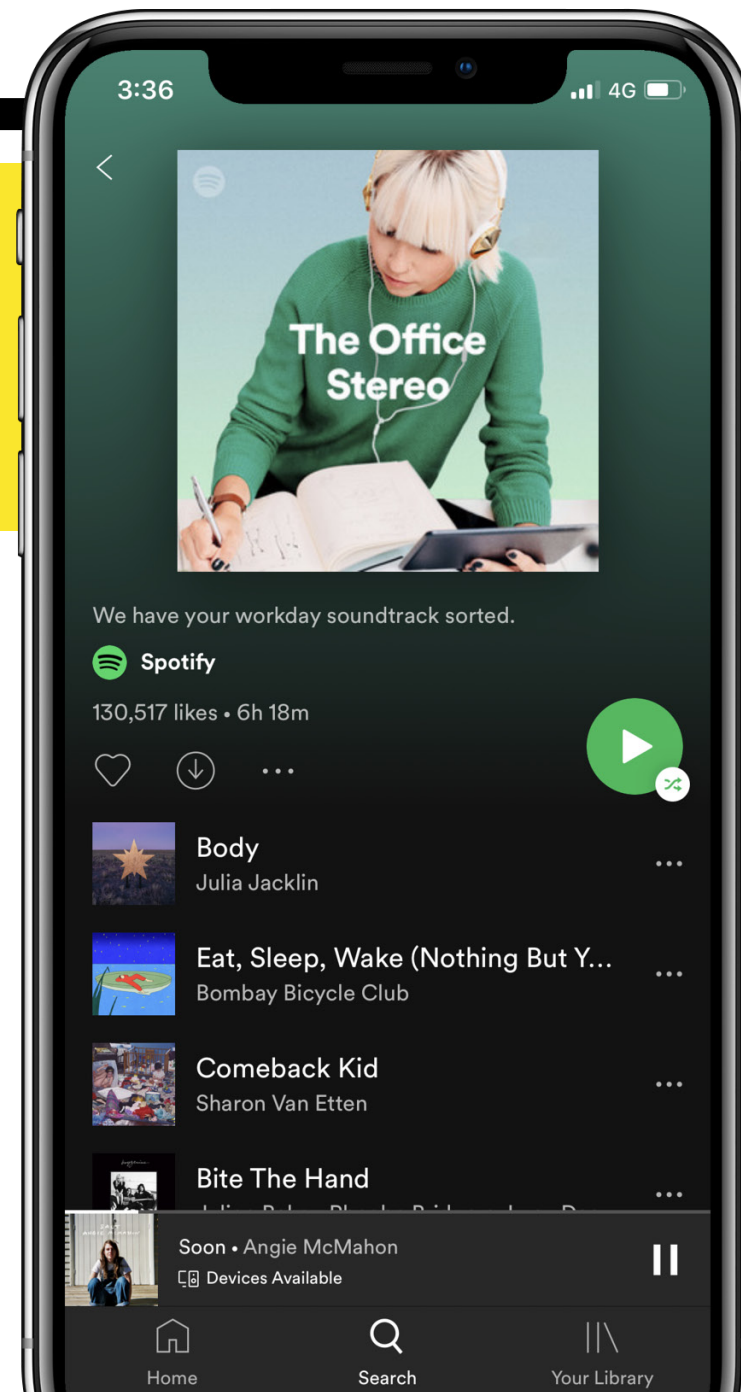 3:36
4G
The Office
Stereo
We have your workday soundtrack sorted.
Spotify
130,517 likes • 6h 18m
Body
Julia Jacklin
Eat, Sleep, Wake (Nothing But Y...
Bombay Bicycle Club
Comeback Kid
Sharon Van Etten
Bite The Hand
Soon • Angie McMahon
Devices Available
Home
Search
Your Library